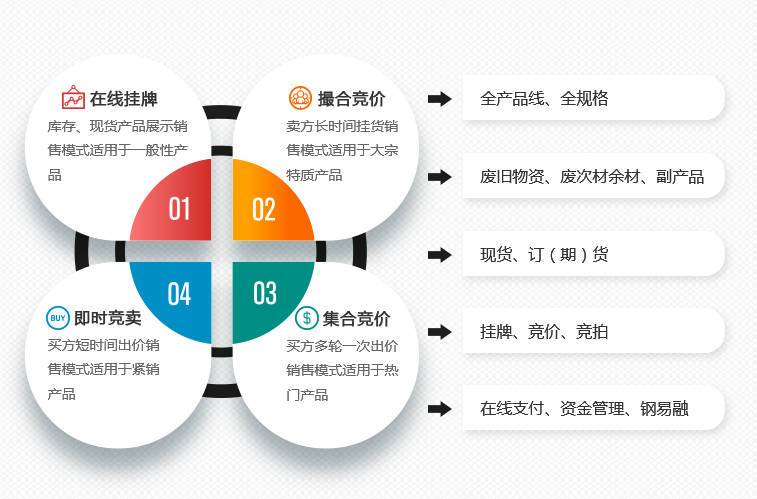 在线挂牌
库存、现货产品展示销
售模式适用于一般性产
品
01
撮合竞价
卖方长时间挂货销
售模式适用于大宗
特质产品
02
BUY 即时竞卖
买方短时间出价销
售模式适用于紧销
产品
04
$ 集合竞价
买方多轮一次出价
销售模式适用于热
门产品
03
全产品线、全规格
废旧物资、废次材余材、副产品
现货、订（期）货
挂牌、竞价、竞拍
在线支付、资金管理、钢易融